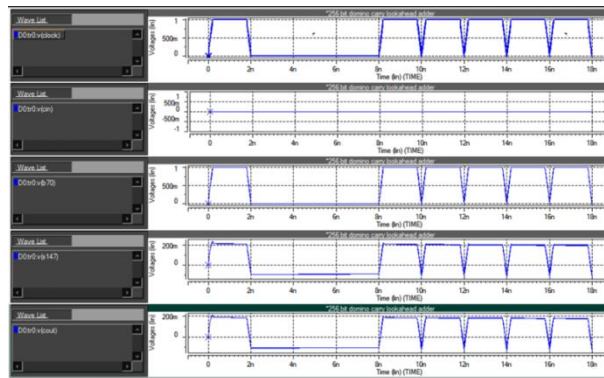 Wave List
D0:tr0:v(clock)
*256 bit domino carry lookahead adder
Voltages (lin)
1
500m
0
0 2n 4n 6n 8n 10n 12n 14n 16n 18n
Time (lin) (TIME)
Wave List
D0:tr0:v(cin)
*256 bit domino carry lookahead adder
Voltages (lin)
1
500m
0
-500m
-1
0 2n 4n 6n 8n 10n 12n 14n 16n 18n
Time (lin) (TIME)
Wave List
D0:tr0:v(b70)
*256 bit domino carry lookahead adder
Voltages (lin)
1
500m
0
0 2n 4n 6n 8n 10n 12n 14n 16n 18n
Time (lin) (TIME)
Wave List
D0:tr0:v(s147)
*256 bit domino carry lookahead adder
Voltages (lin)
200m
0
0 2n 4n 6n 8n 10n 12n 14n 16n 18n
Time (lin) (TIME)
Wave List
D0:tr0:v(cout)
*256 bit domino carry lookahead adder
Voltages (lin)
200m
0
0 2n 4n 6n 8n 10n 12n 14n 16n 18n
Time (lin) (TIME)